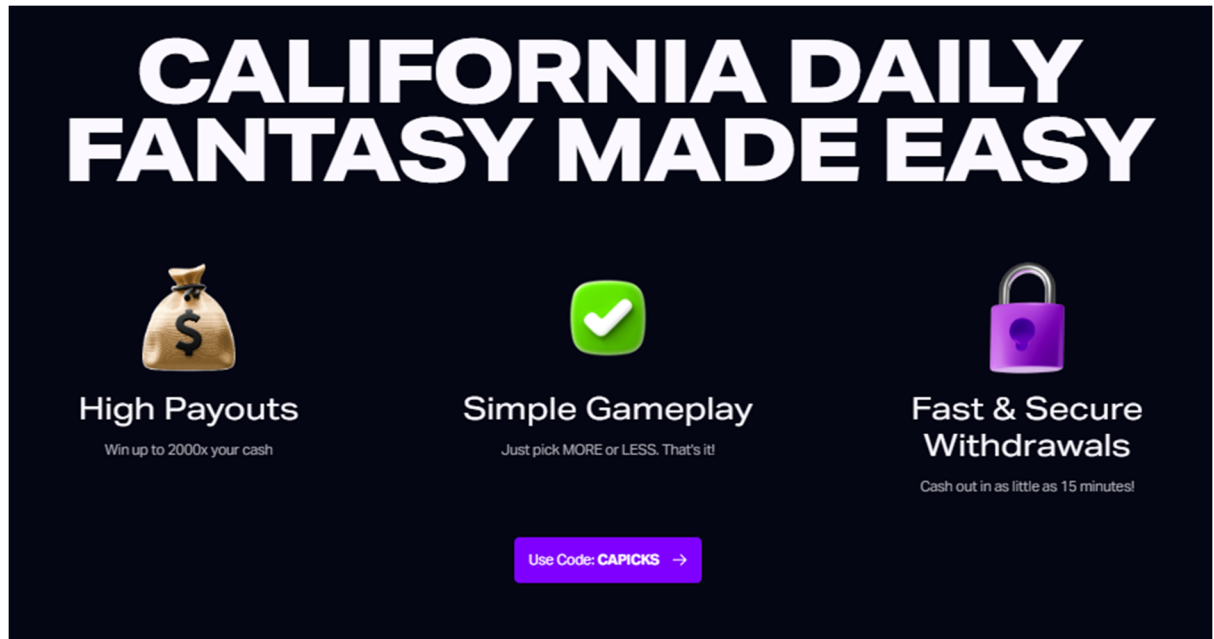 CALIFORNIA DAILY
FANTASY MADE EASY
$
High Payouts
Win up to 2000x your cash
Simple Gameplay
Just pick MORE or LESS. That's it!
Fast & Secure
Withdrawals
Cash out in as little as 15 minutes!
Use Code: CAPICKS →